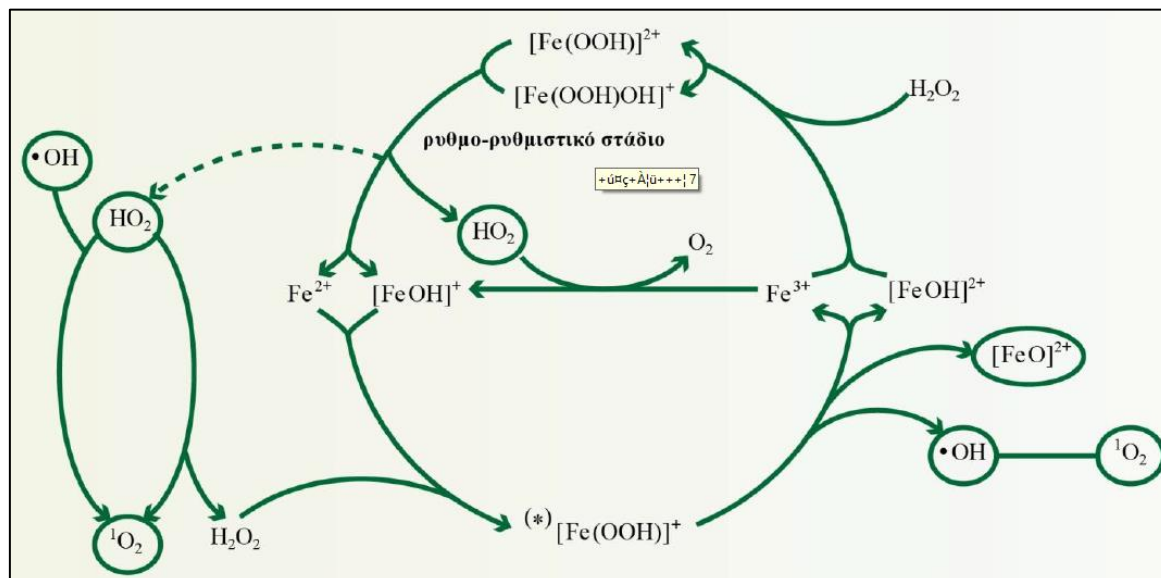 [Fe(OOH)]²⁺
[Fe(OOH)OH]⁺
H₂O₂
ρυθμο-ρυθμιστικό στάδιο
•OH
+ú¤ç+À¦ü+++¦ 7
HO₂
HO₂
O₂
Fe²⁺
[FeOH]⁺
Fe³⁺
[FeOH]²⁺
[FeO]²⁺
•OH
¹O₂
¹O₂
H₂O₂
(*)[Fe(OOH)]⁺